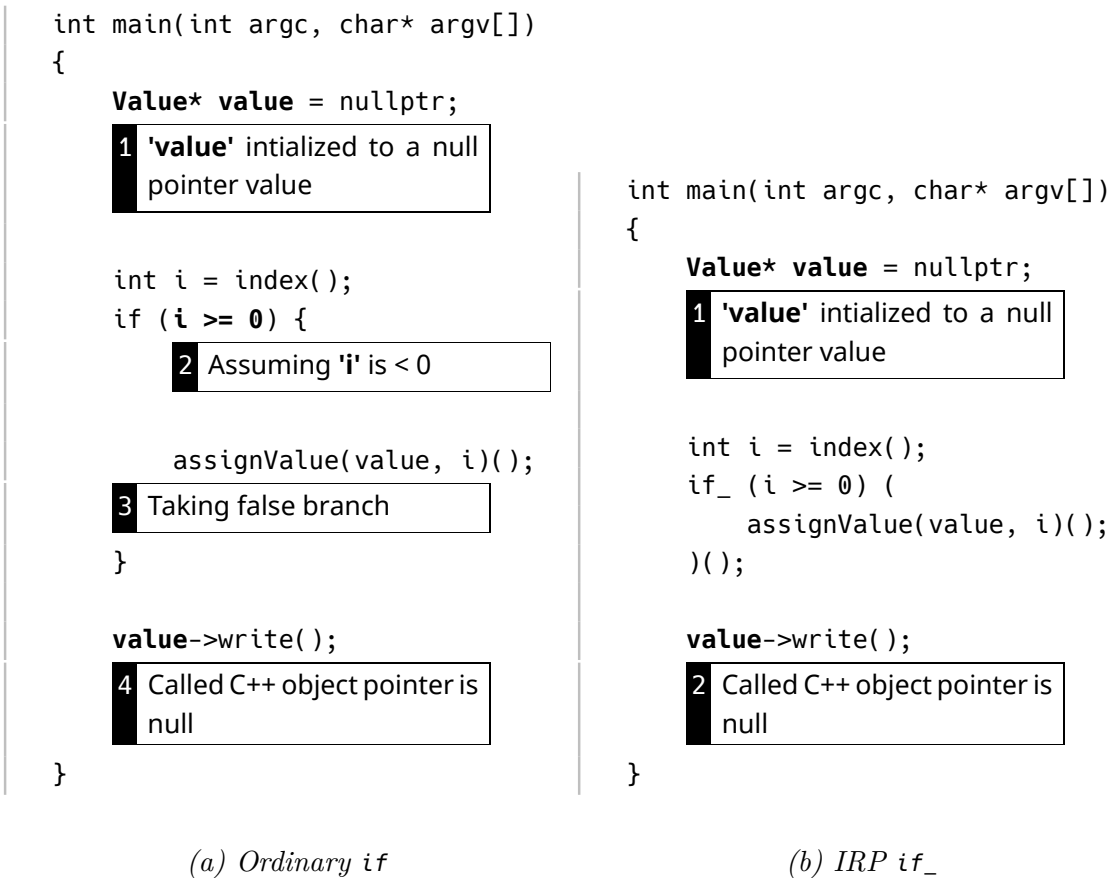 int main(int argc, char* argv[])
{
Value* value = nullptr;
1 'value' intialized to a null
pointer value
int i = index();
if (i >= 0) {
2 Assuming 'i' is < 0
assignValue(value, i)();
3 Taking false branch
}
value->write();
4 Called C++ object pointer is
null
}
(a) Ordinary if
int main(int argc, char* argv[])
{
Value* value = nullptr;
1 'value' intialized to a null
pointer value
int i = index();
if_ (i >= 0) (
assignValue(value, i)();
)();
value->write();
2 Called C++ object pointer is
null
}
(b) IRP if_